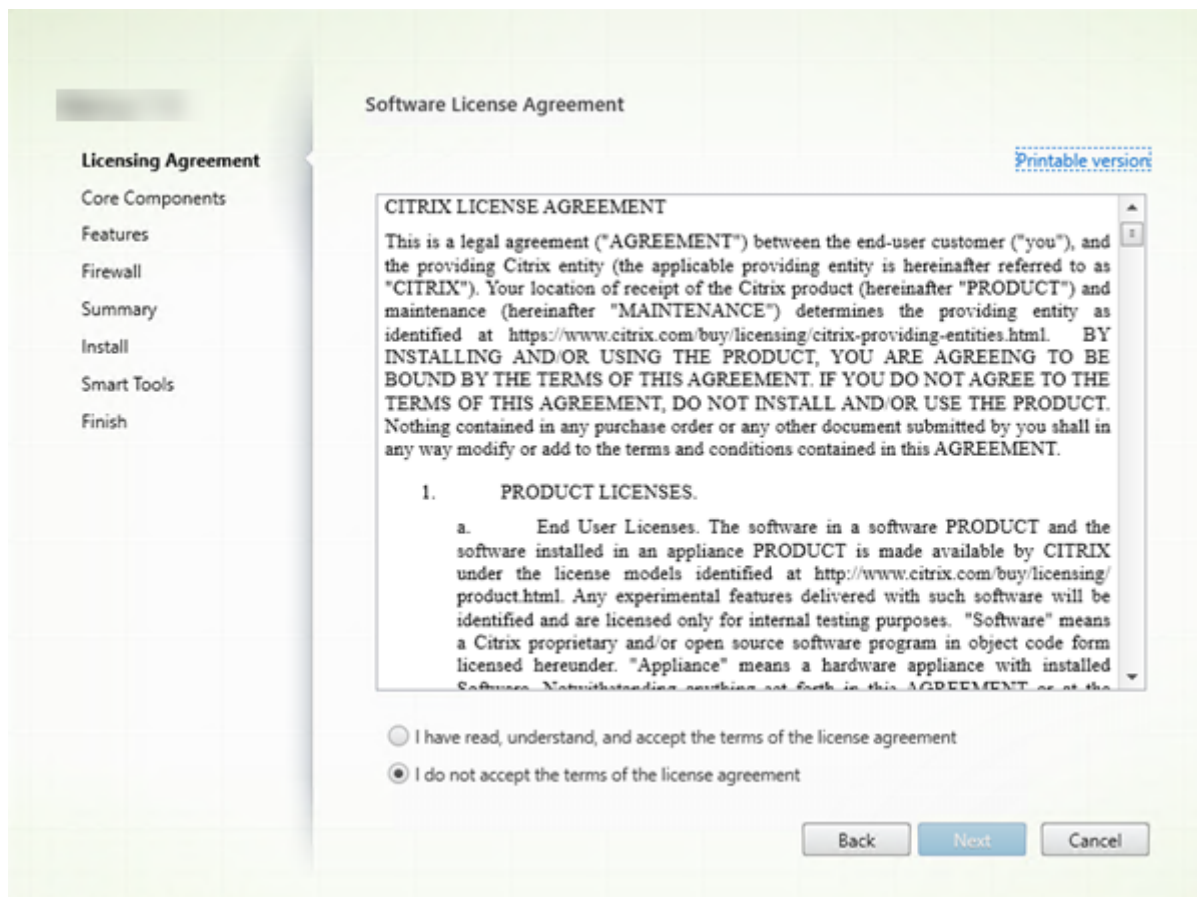 Software License Agreement
Licensing Agreement
Core Components
Features
Firewall
Summary
Install
Smart Tools
Finish
Printable version
CITRIX LICENSE AGREEMENT
This is a legal agreement ("AGREEMENT") between the end-user customer ("you"), and
the providing Citrix entity (the applicable providing entity is hereinafter referred to as
"CITRIX"). Your location of receipt of the Citrix product (hereinafter "PRODUCT") and
maintenance (hereinafter "MAINTENANCE") determines the providing entity as
identified at https://www.citrix.com/buy/licensing/citrix-providing-entities.html. BY
INSTALLING AND/OR USING THE PRODUCT, YOU ARE AGREEING TO BE
BOUND BY THE TERMS OF THIS AGREEMENT. IF YOU DO NOT AGREE TO THE
TERMS OF THIS AGREEMENT, DO NOT INSTALL AND/OR USE THE PRODUCT.
Nothing contained in any purchase order or any other document submitted by you shall in
any way modify or add to the terms and conditions contained in this AGREEMENT.
1. PRODUCT LICENSES.
a. End User Licenses. The software in a software PRODUCT and the
software installed in an appliance PRODUCT is made available by CITRIX
under the license models identified at http://www.citrix.com/buy/licensing/
product.html. Any experimental features delivered with such software will be
identified and are licensed only for internal testing purposes. "Software" means
a Citrix proprietary and/or open source software program in object code form
licensed hereunder. "Appliance" means a hardware appliance with installed
Software. Notwithstanding anything set forth in this AGREEMENT or at the
I have read, understand, and accept the terms of the license agreement
I do not accept the terms of the license agreement
Back
Next
Cancel